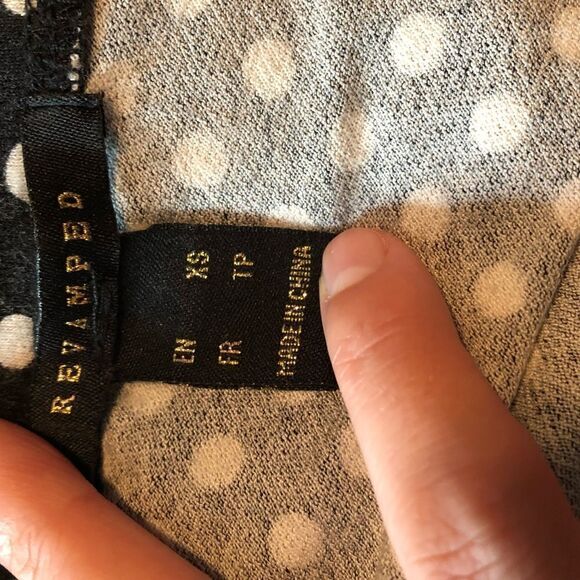 REVAMPED
EN XS
FR TP
MADE IN CHINA